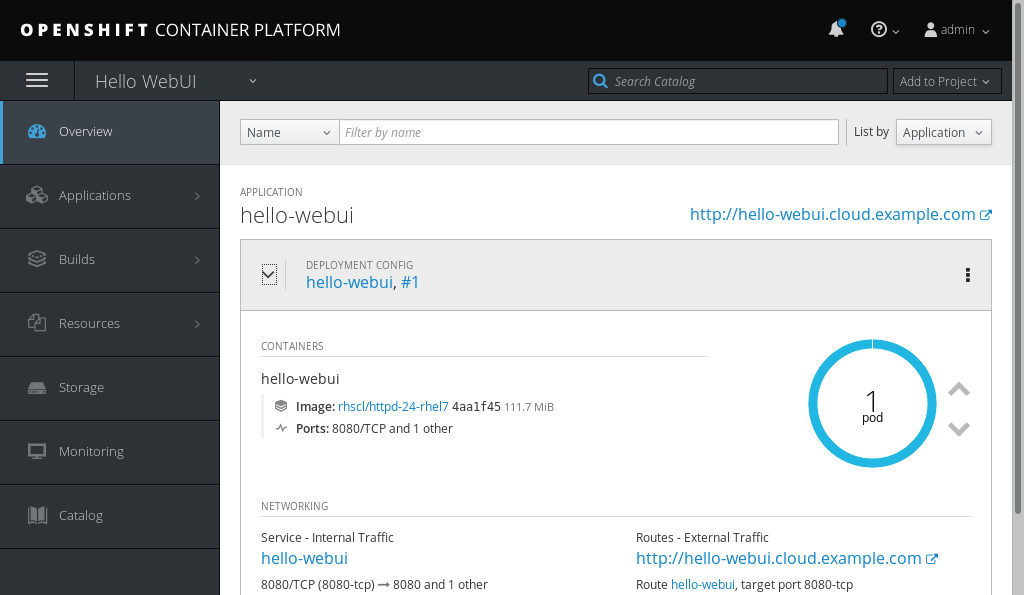 OPENSHIFT CONTAINER PLATFORM
admin
Hello WebUI
Search Catalog
Add to Project
Overview
Applications
Builds
Resources
Storage
Monitoring
Catalog
Name
Filter by name
List by
Application
APPLICATION
hello-webui
http://hello-webui.cloud.example.com
DEPLOYMENT CONFIG
hello-webui, #1
CONTAINERS
hello-webui
Image: rhscl/httpd-24-rhel7 4aa1f45 111.7 MiB
Ports: 8080/TCP and 1 other
1
pod
NETWORKING
Service - Internal Traffic
hello-webui
8080/TCP (8080-tcp) → 8080 and 1 other
Routes - External Traffic
http://hello-webui.cloud.example.com
Route hello-webui, target port 8080-tcp